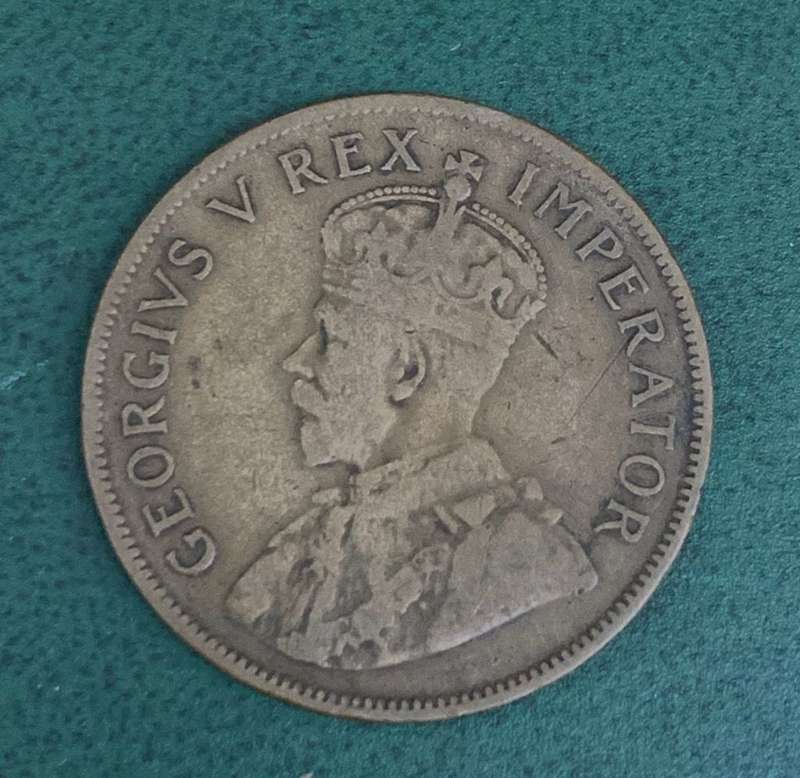 GEORGIVS V REX IMPERATOR